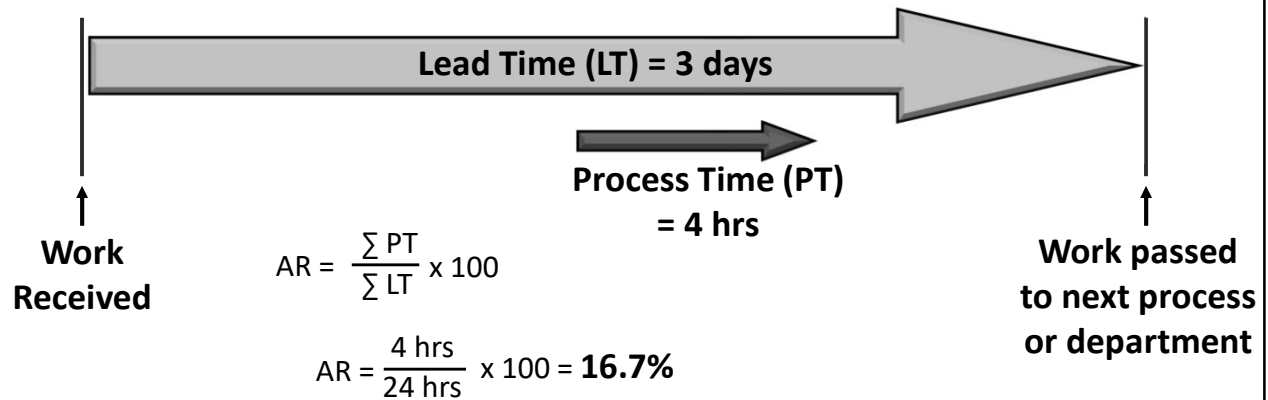 Lead Time (LT) = 3 days
Process Time (PT)
= 4 hrs
Work
Received
AR = ∑ PT / ∑ LT x 100
AR = 4 hrs / 24 hrs x 100 = 16.7%
Work passed
to next process
or department